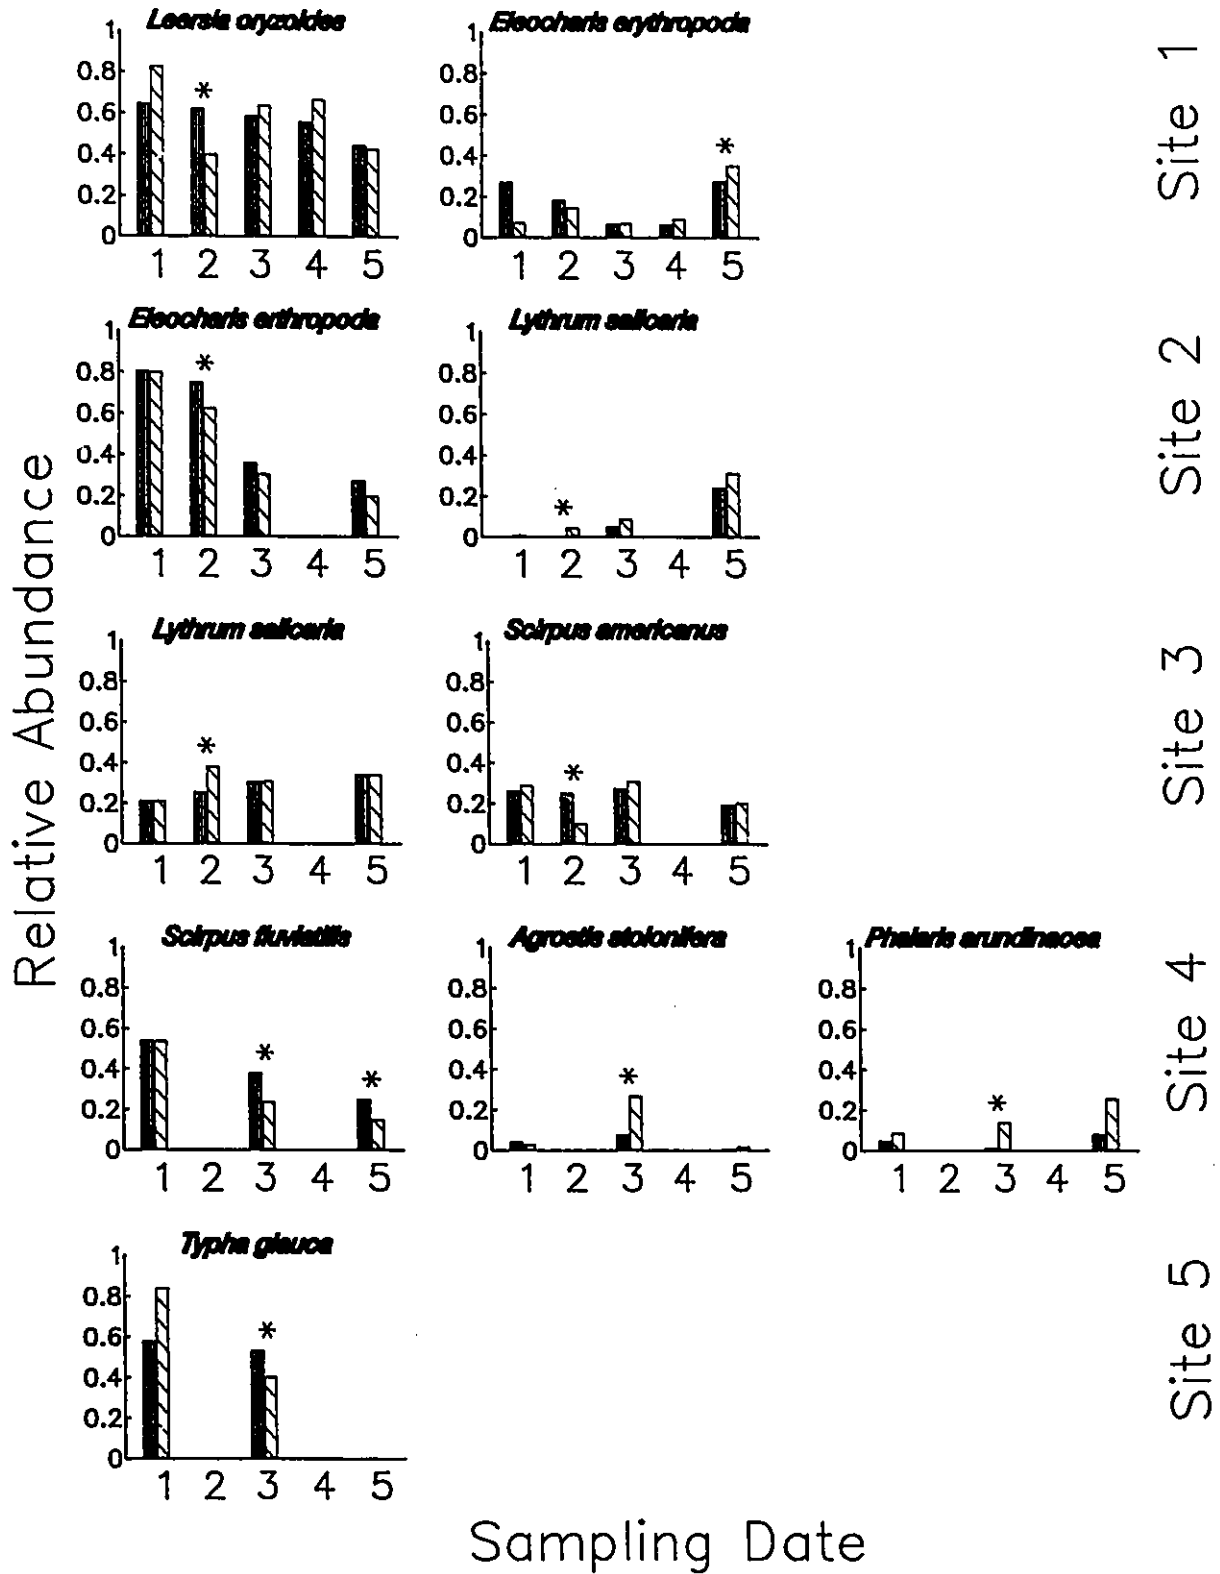 Leersia oryzoides
Eleocharis erythropoda
1
0.8
0.6
0.4
0.2
0
*
1 2 3 4 5
1
0.8
0.6
0.4
0.2
0
*
1 2 3 4 5
Site 1
Eleocharis erthropoda
Lythrum salicaria
1
0.8
0.6
0.4
0.2
0
*
1 2 3 4 5
1
0.8
0.6
0.4
0.2
0
*
1 2 3 4 5
Site 2
Relative Abundance
Lythrum salicaria
Scirpus americanus
1
0.8
0.6
0.4
0.2
0
*
1 2 3 4 5
1
0.8
0.6
0.4
0.2
0
*
1 2 3 4 5
Site 3
Scirpus fluviatilis
Agrostis stolonifera
Phalaris arundinacea
1
0.8
0.6
0.4
0.2
0
* *
1 2 3 4 5
1
0.8
0.6
0.4
0.2
0
*
1 2 3 4 5
1
0.8
0.6
0.4
0.2
0
*
1 2 3 4 5
Site 4
Typha glauca
1
0.8
0.6
0.4
0.2
0
*
1 2 3 4 5
Site 5
Sampling Date